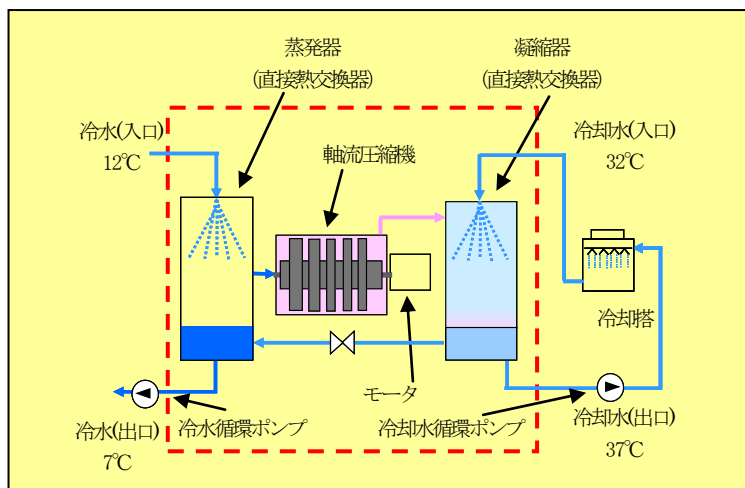 蒸発器
(直接熱交換器)
凝縮器
(直接熱交換器)
冷水(入口)
12℃
軸流圧縮機
冷却水(入口)
32℃
冷却塔
モータ
冷水(出口)
7℃
冷水循環ポンプ
冷却水循環ポンプ
冷却水(出口)
37℃